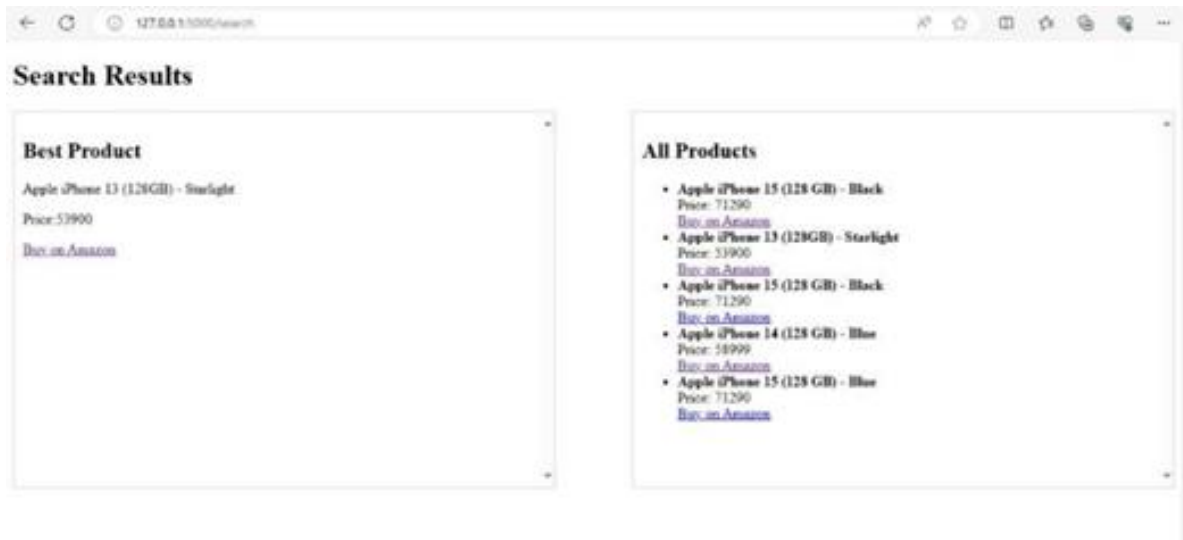 127.0.0.1:5000/search
Search Results
Best Product
Apple iPhone 13 (128GB) - Starlight
Price:53900
Buy on Amazon
All Products
Apple iPhone 15 (128 GB) - Black
Price: 71290
Buy on Amazon
Apple iPhone 13 (128GB) - Starlight
Price: 53900
Buy on Amazon
Apple iPhone 15 (128 GB) - Black
Price: 71290
Buy on Amazon
Apple iPhone 14 (128 GB) - Blue
Price: 58999
Buy on Amazon
Apple iPhone 15 (128 GB) - Blue
Price: 71290
Buy on Amazon